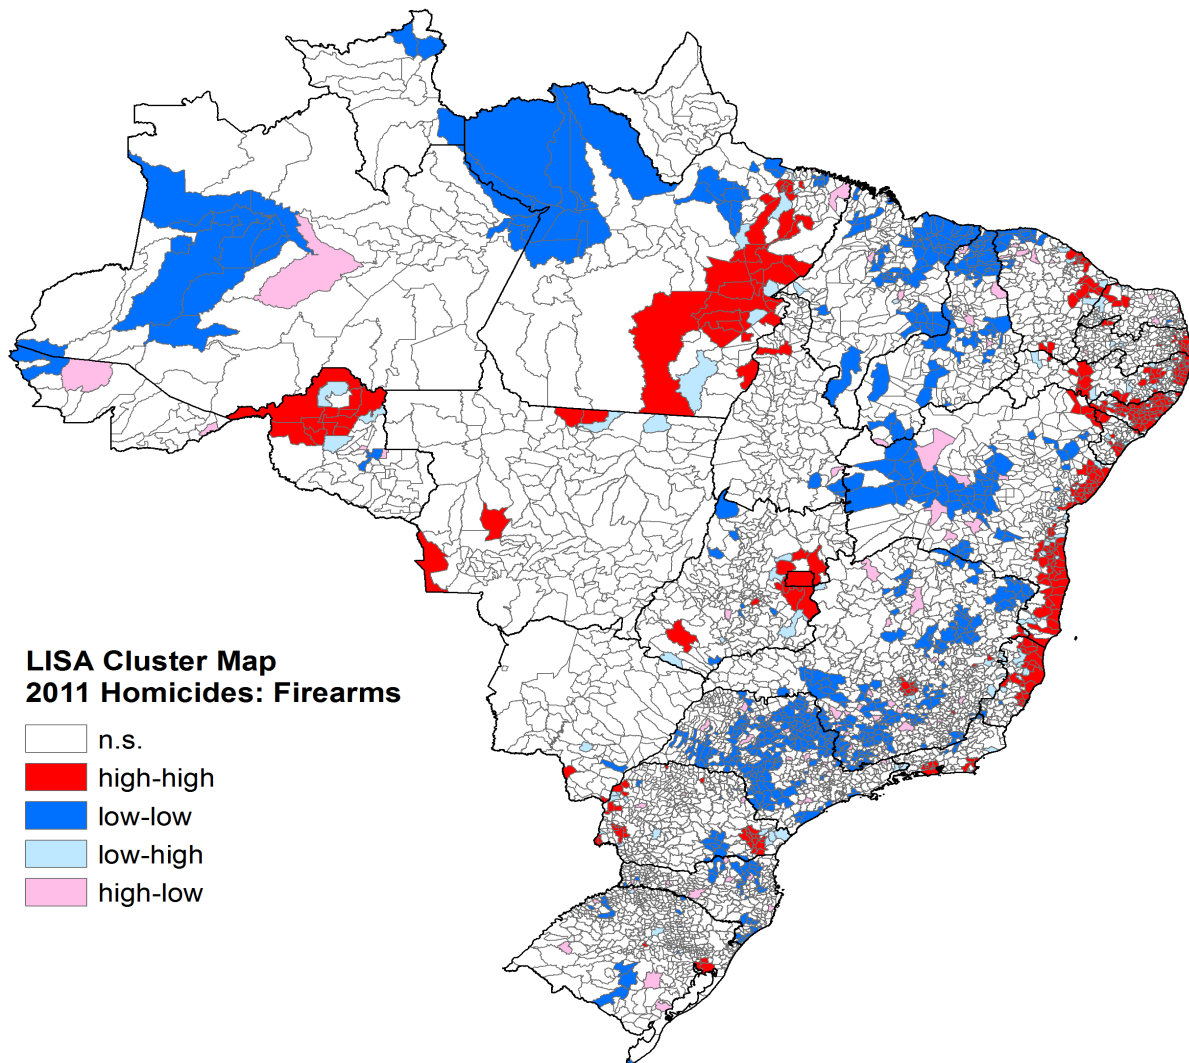 LISA Cluster Map
2011 Homicides: Firearms
n.s.
high-high
low-low
low-high
high-low